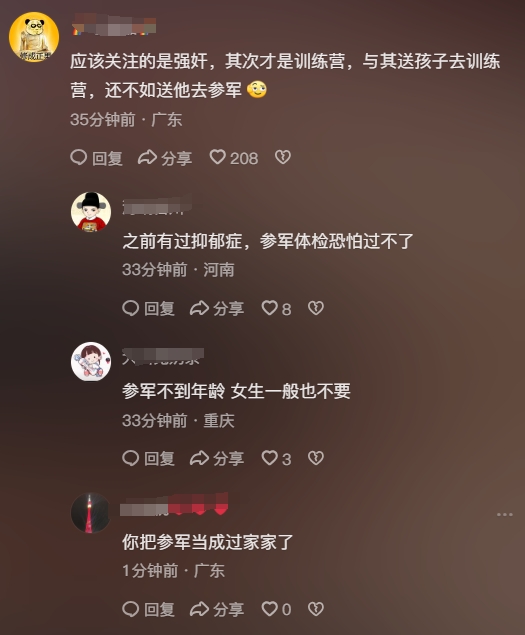 应该关注的是强奸，其次才是训练营，与其送孩子去训练
营，还不如送他去参军
35分钟前 · 广东
回复 分享 208
之前有过抑郁症，参军体检恐怕过不了
33分钟前 · 河南
回复 分享 8
参军不到年龄 女生一般也不要
33分钟前 · 重庆
回复 分享 3
你把参军当成过家家了
1分钟前 · 广东
回复 分享 0